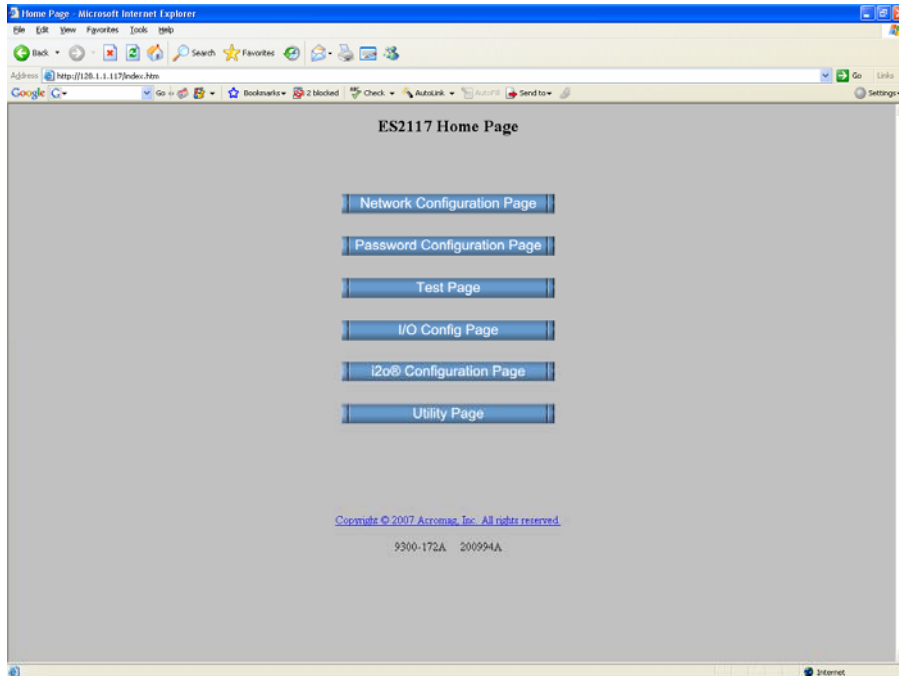 Home Page - Microsoft Internet Explorer
File Edit View Favorites Tools Help
Back Search Favorites
Address http://128.1.1.117/index.htm Go Links
Google G Go Bookmarks 2 blocked Check AutoLink AutoFill Send to Settings
ES2117 Home Page
Network Configuration Page
Password Configuration Page
Test Page
I/O Config Page
i2o® Configuration Page
Utility Page
Copyright © 2007 Acromag, Inc. All rights reserved.
9300-172A 200994A
Internet